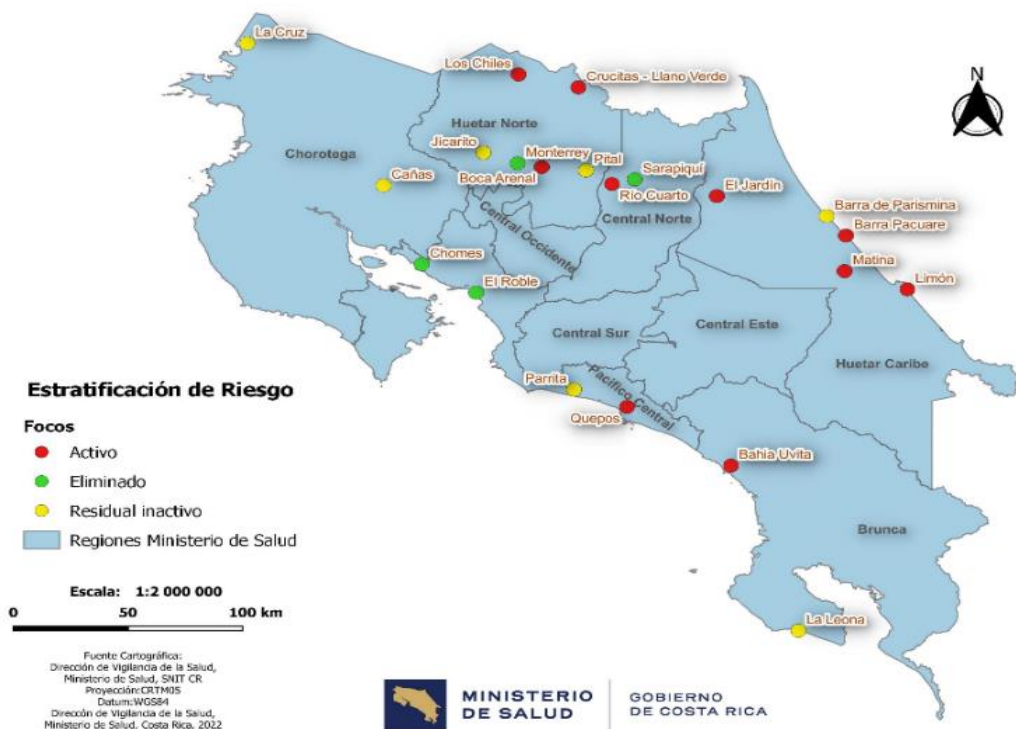 La Cruz
Los Chiles
Crucitas - Llano Verde
N
Huetar Norte
Jicarito
Monterrey
Chorotega
Pital
Sarapiquí
Boca Arenal
Cañas
Río Cuarto
El Jardín
Central Norte
Barra de Parismina
Barra Pacuare
Central Occidente
Chomes
Matina
El Roble
Limón
Central Sur
Central Este
Huetar Caribe
Estratificación de Riesgo
Parrita
Pacífico Central
Quepos
Focos
Activo
Bahía Uvita
Eliminado
Residual inactivo
Regiones Ministerio de Salud
Brunca
Escala: 1:2 000 000
0 50 100 km
La Leona
Fuente Cartográfica:
Dirección de Vigilancia de la Salud,
Ministerio de Salud, SNIT CR
Proyección:CRTM05
Datum:WGS84
Dirección de Vigilancia de la Salud,
Ministerio de Salud, Costa Rica, 2022
MINISTERIO
DE SALUD
GOBIERNO
DE COSTA RICA